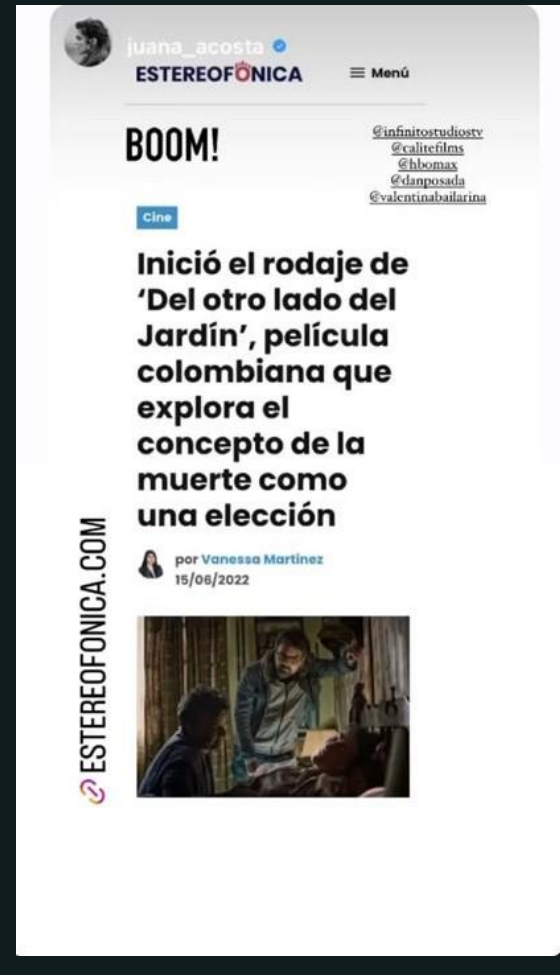 juana_acosta
ESTEREOFÓNICA
Menú
BOOM!
@infinitostudiostv
@calitefilms
@hbomax
@danposada
@valentinabailarina
Cine
Inició el rodaje de
‘Del otro lado del
Jardín’, película
colombiana que
explora el
concepto de la
muerte como
una elección
por Vanessa Martinez
15/06/2022
ESTEREOFONICA.COM